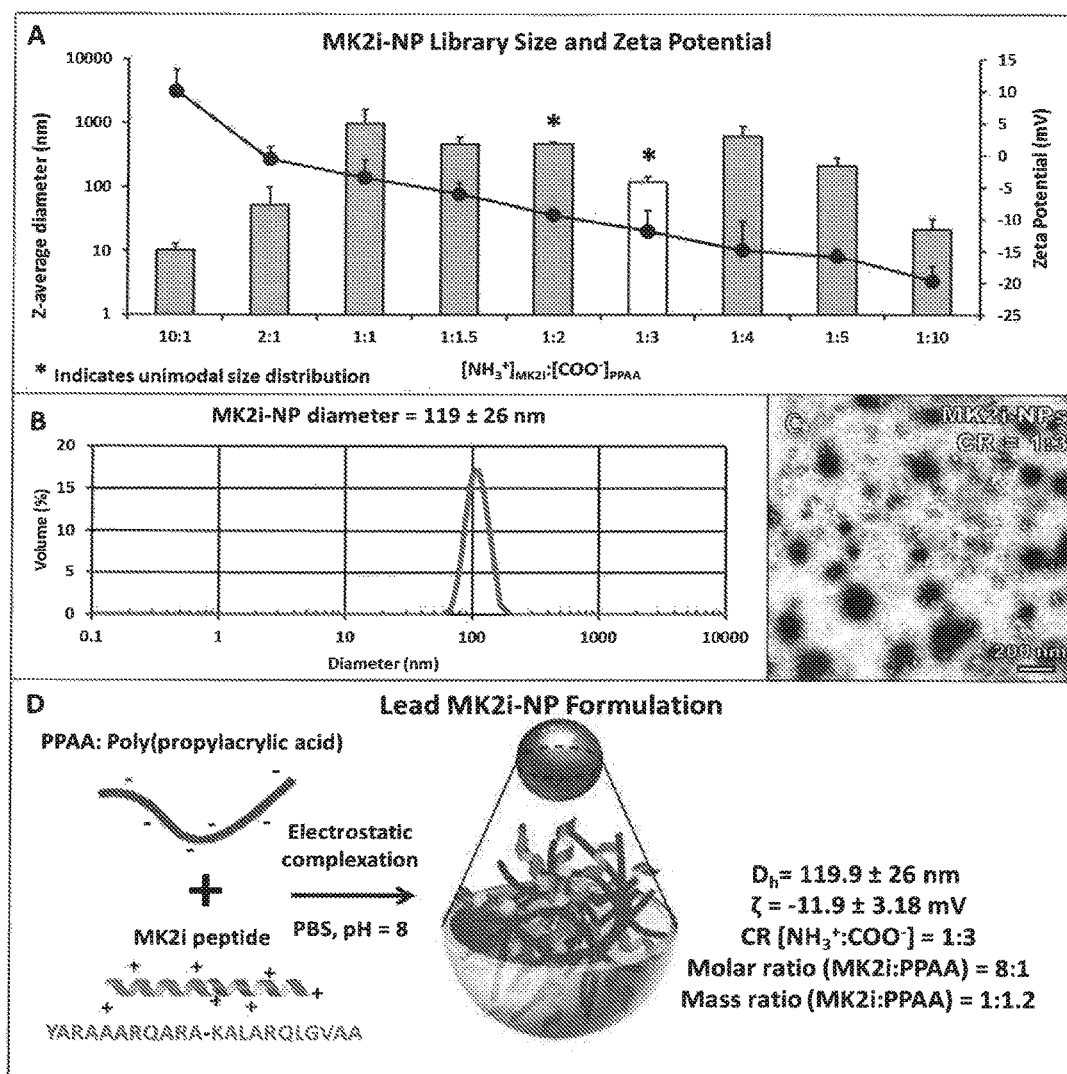 A
MK2i-NP Library Size and Zeta Potential
Z-average diameter (nm)
10000
1000
100
10
1
15
10
5
0
-5
-10
-15
-20
-25
Zeta Potential (mV)
*
*
10:1 2:1 1:1 1:1.5 1:2 1:3 1:4 1:5 1:10
* Indicates unimodal size distribution
[NH₃⁺]MK2i:[COO⁻]PPAA
B
MK2i-NP diameter = 119 ± 26 nm
Volume (%)
20
15
10
5
0
0.1 1 10 100 1000 10000
Diameter (nm)
C
MK2i-NPs
CR = 1:3
200 nm
D
Lead MK2i-NP Formulation
PPAA: Poly(propylacrylic acid)
+
MK2i peptide
YARAAARQARA-KALARQLGVAA
Electrostatic
complexation
PBS, pH = 8
Dₕ= 119.9 ± 26 nm
ζ = -11.9 ± 3.18 mV
CR [NH₃⁺:COO⁻] = 1:3
Molar ratio (MK2i:PPAA) = 8:1
Mass ratio (MK2i:PPAA) = 1:1.2